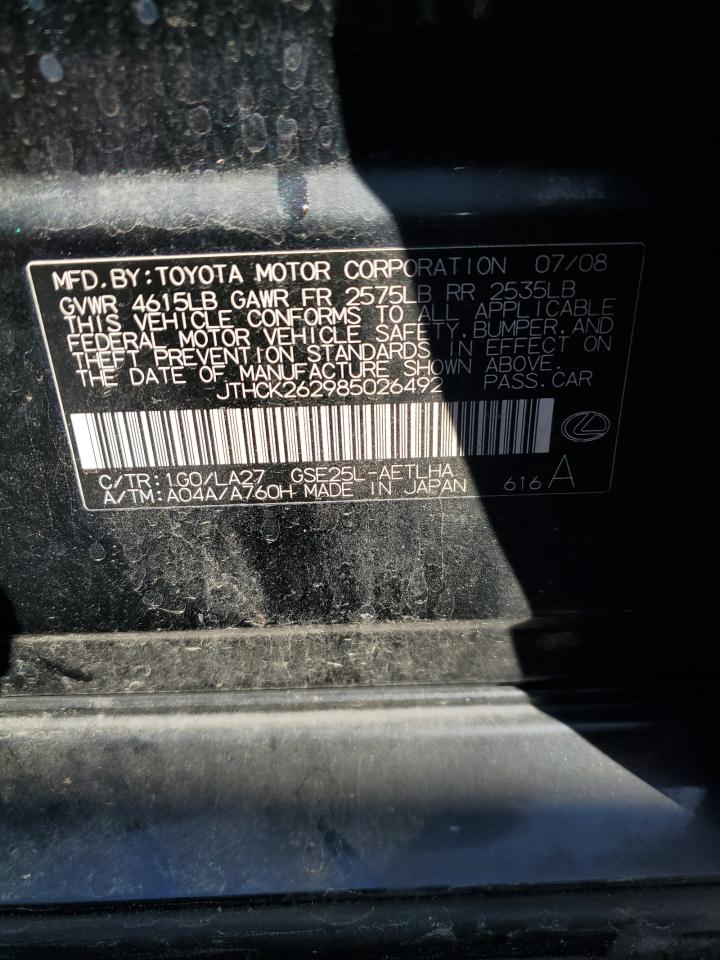 MFD.BY:TOYOTA MOTOR CORPORATION 07/08
GVWR 4615LB GAWR FR 2575LB RR 2535LB
THIS VEHICLE CONFORMS TO ALL APPLICABLE
FEDERAL MOTOR VEHICLE SAFETY,BUMPER,AND
THEFT PREVENTION STANDARDS IN EFFECT ON
THE DATE OF MANUFACTURE SHOWN ABOVE.
JTHCK262985026492 PASS.CAR
C/TR:1G0/LA27 GSE25L-AETLHA
A/TM:A04A/A760H MADE IN JAPAN 616 A